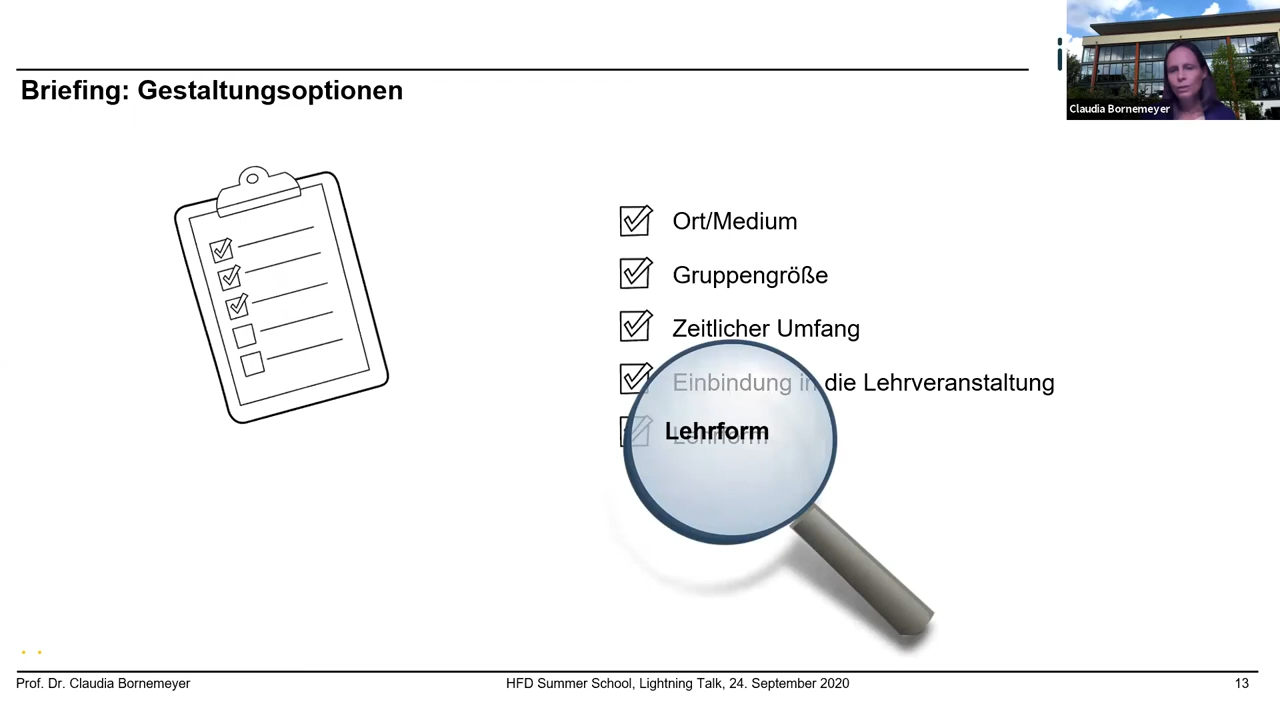 Briefing: Gestaltungsoptionen
i
Claudia Bornemeyer
Ort/Medium
Gruppengröße
Zeitlicher Umfang
Einbindung in die Lehrveranstaltung
Lehrform
Lehrform
Prof. Dr. Claudia Bornemeyer
HFD Summer School, Lightning Talk, 24. September 2020
13